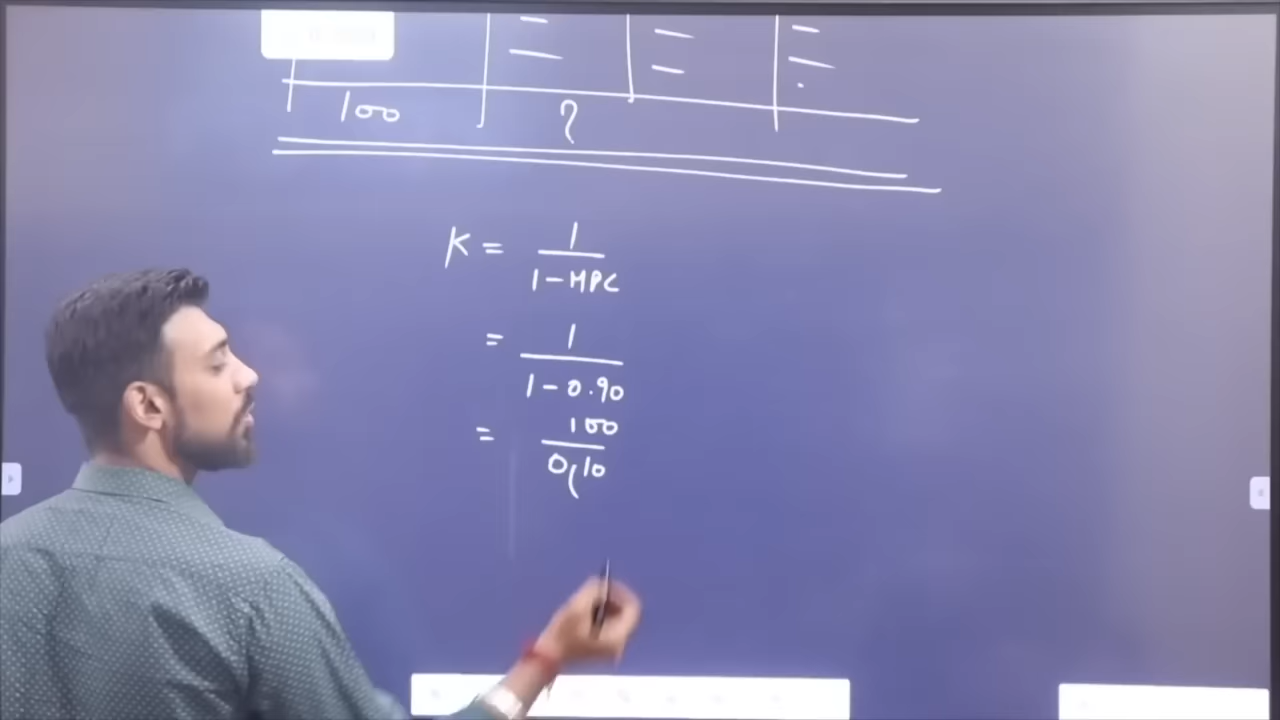 100 ?
K = 1 / 1 - MPC
= 1 / 1 - 0.90
= 100 / 0,10